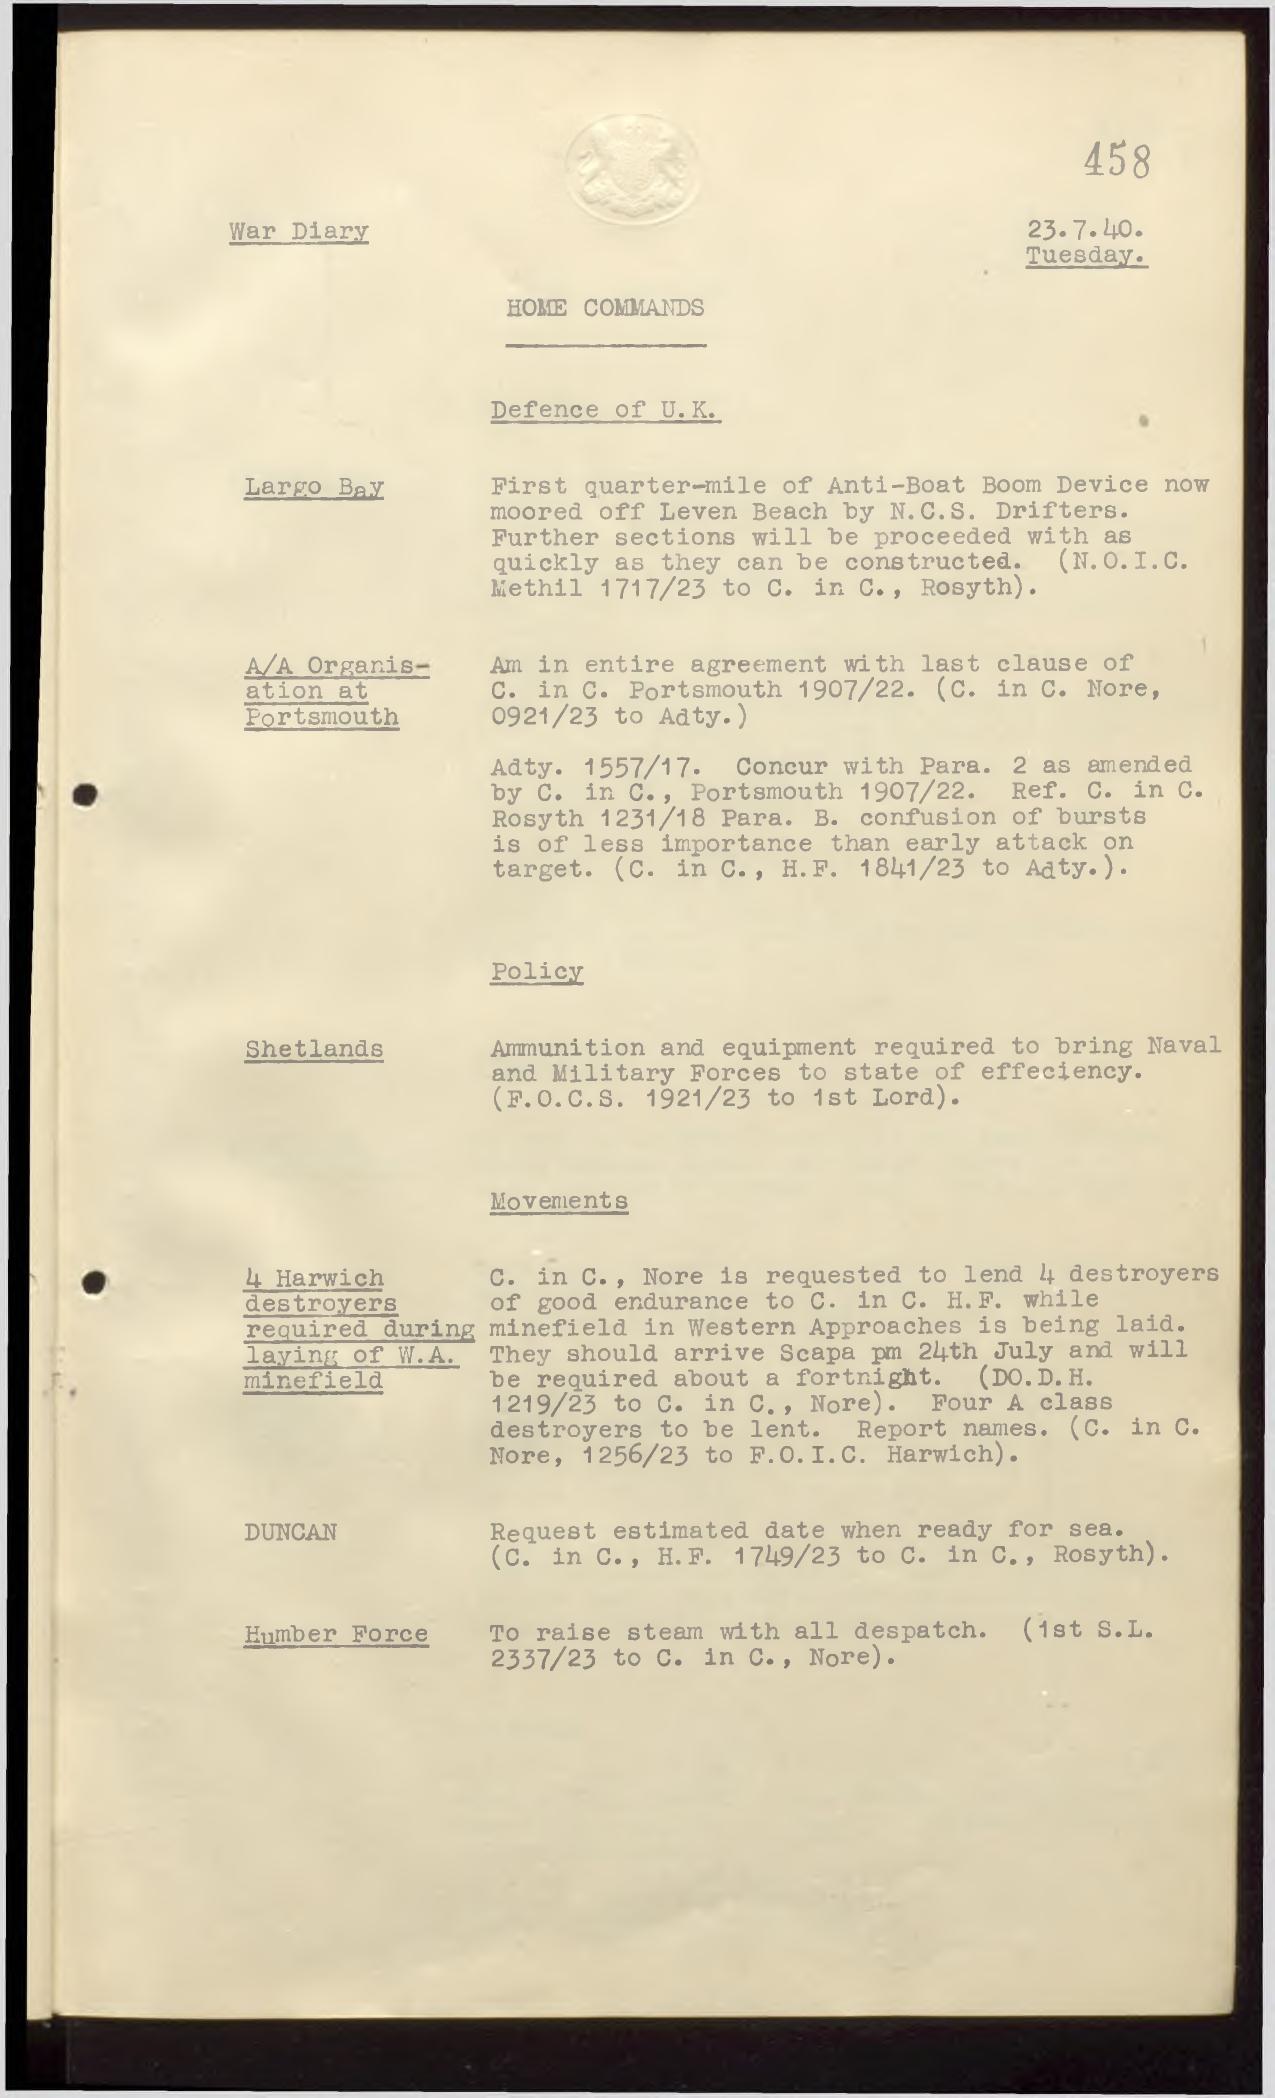 458
War Diary
23.7.40.
Tuesday.
HOME COMMANDS
Defence of U.K.
Largo Bay
First quarter-mile of Anti-Boat Boom Device now
moored off Leven Beach by N.C.S. Drifters.
Further sections will be proceeded with as
quickly as they can be constructed. (N.O.I.C.
Methil 1717/23 to C. in C., Rosyth).
A/A Organis-
ation at
Portsmouth
Am in entire agreement with last clause of
C. in C. Portsmouth 1907/22. (C. in C. Nore,
0921/23 to Adty.)
Adty. 1557/17. Concur with Para. 2 as amended
by C. in C., Portsmouth 1907/22. Ref. C. in C.
Rosyth 1231/18 Para. B. confusion of bursts
is of less importance than early attack on
target. (C. in C., H.F. 1841/23 to Adty.).
Policy
Shetlands
Ammunition and equipment required to bring Naval
and Military Forces to state of effeciency.
(F.O.C.S. 1921/23 to 1st Lord).
Movements
4 Harwich
destroyers
required during
laying of W.A.
minefield
C. in C., Nore is requested to lend 4 destroyers
of good endurance to C. in C. H.F. while
minefield in Western Approaches is being laid.
They should arrive Scapa pm 24th July and will
be required about a fortnight. (DO.D.H.
1219/23 to C. in C., Nore). Four A class
destroyers to be lent. Report names. (C. in C.
Nore, 1256/23 to F.O.I.C. Harwich).
DUNCAN
Request estimated date when ready for sea.
(C. in C., H.F. 1749/23 to C. in C., Rosyth).
Humber Force
To raise steam with all despatch. (1st S.L.
2337/23 to C. in C., Nore).